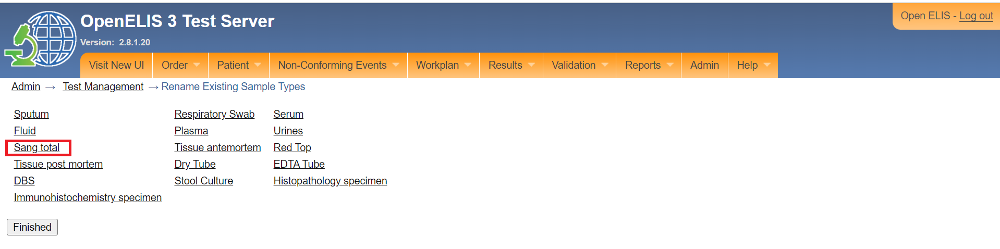 OpenELIS 3 Test Server
Open ELIS - Log out
Version: 2.8.1.20
Visit New UI Order Patient Non-Conforming Events Workplan Results Validation Reports Admin Help
Admin → Test Management → Rename Existing Sample Types
Sputum Respiratory Swab Serum
Fluid Plasma Urines
Sang total Tissue antemortem Red Top
Tissue post mortem Dry Tube EDTA Tube
DBS Stool Culture Histopathology specimen
Immunohistochemistry specimen
Finished